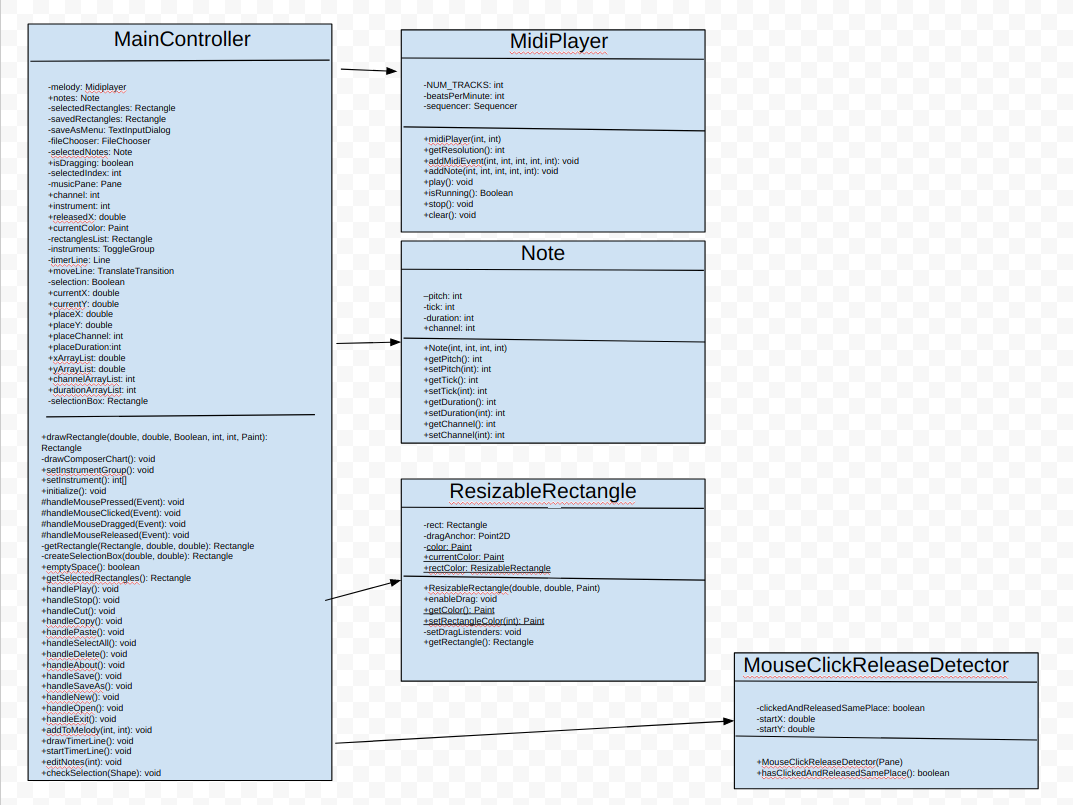 MainController
-melody: Midiplayer
+notes: Note
-selectedRectangles: Rectangle
-savedRectangles: Rectangle
-saveAsMenu: TextInputDialog
-fileChooser: FileChooser
-selectedNotes: Note
+isDragging: boolean
-selectedIndex: int
-musicPane: Pane
+channel: int
+instrument: int
+releasedX: double
+currentColor: Paint
-rectanglesList: Rectangle
-instruments: ToggleGroup
-timerLine: Line
+moveLine: TranslateTransition
-selection: Boolean
+currentX: double
+currentY: double
+placeX: double
+placeY: double
+placeChannel: int
+placeDuration:int
+xArrayList: double
+yArrayList: double
+channelArrayList: int
+durationArrayList: int
-selectionBox: Rectangle
+drawRectangle(double, double, Boolean, int, int, Paint):
Rectangle
-drawComposerChart(): void
+setInstrumentGroup(): void
+setInstrument(): int[]
+initialize(): void
#handleMousePressed(Event): void
#handleMouseClicked(Event): void
#handleMouseDragged(Event): void
#handleMouseReleased(Event): void
-getRectangle(Rectangle, double, double): Rectangle
-createSelectionBox(double, double): Rectangle
+emptySpace(): boolean
+getSelectedRectangles(): Rectangle
+handlePlay(): void
+handleStop(): void
+handleCut(): void
+handleCopy(): void
+handlePaste(): void
+handleSelectAll(): void
+handleDelete(): void
+handleAbout(): void
+handleSave(): void
+handleSaveAs(): void
+handleNew(): void
+handleOpen(): void
+handleExit(): void
+addToMelody(int, int): void
+drawTimerLine(): void
+startTimerLine(): void
+editNotes(int): void
+checkSelection(Shape): void
MidiPlayer
-NUM_TRACKS: int
-beatsPerMinute: int
-sequencer: Sequencer
+midiPlayer(int, int)
+getResolution(): int
+addMidiEvent(int, int, int, int, int): void
+addNote(int, int, int, int, int): void
+play(): void
+isRunning(): Boolean
+stop(): void
+clear(): void
Note
–pitch: int
-tick: int
-duration: int
+channel: int
+Note(int, int, int, int)
+getPitch(): int
+setPitch(int): int
+getTick(): int
+setTick(int): int
+getDuration(): int
+setDuration(int): int
+getChannel(): int
+setChannel(int): int
ResizableRectangle
-rect: Rectangle
-dragAnchor: Point2D
-color: Paint
+currentColor: Paint
+rectColor: ResizableRectangle
+ResizableRectangle(double, double, Paint)
+enableDrag: void
+getColor(): Paint
+setRectangleColor(int): Paint
-setDragListenders: void
+getRectangle(): Rectangle
MouseClickReleaseDetector
-clickedAndReleasedSamePlace: boolean
-startX: double
-startY: double
+MouseClickReleaseDetector(Pane)
+hasClickedAndReleasedSamePlace(): boolean